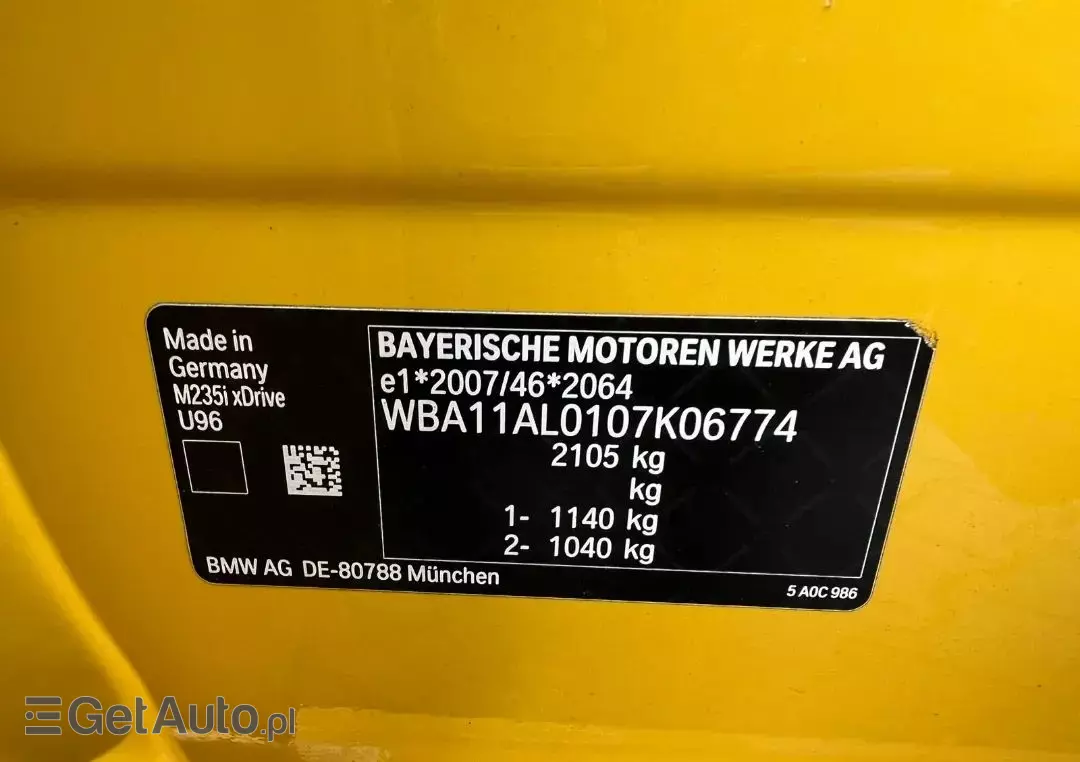 Made in
Germany
M235i xDrive
U96
BAYERISCHE MOTOREN WERKE AG
e1*2007/46*2064
WBA11AL0107K06774
2105 kg
kg
1- 1140 kg
2- 1040 kg
BMW AG DE-80788 München
5 A0C 986
GetAuto.pl